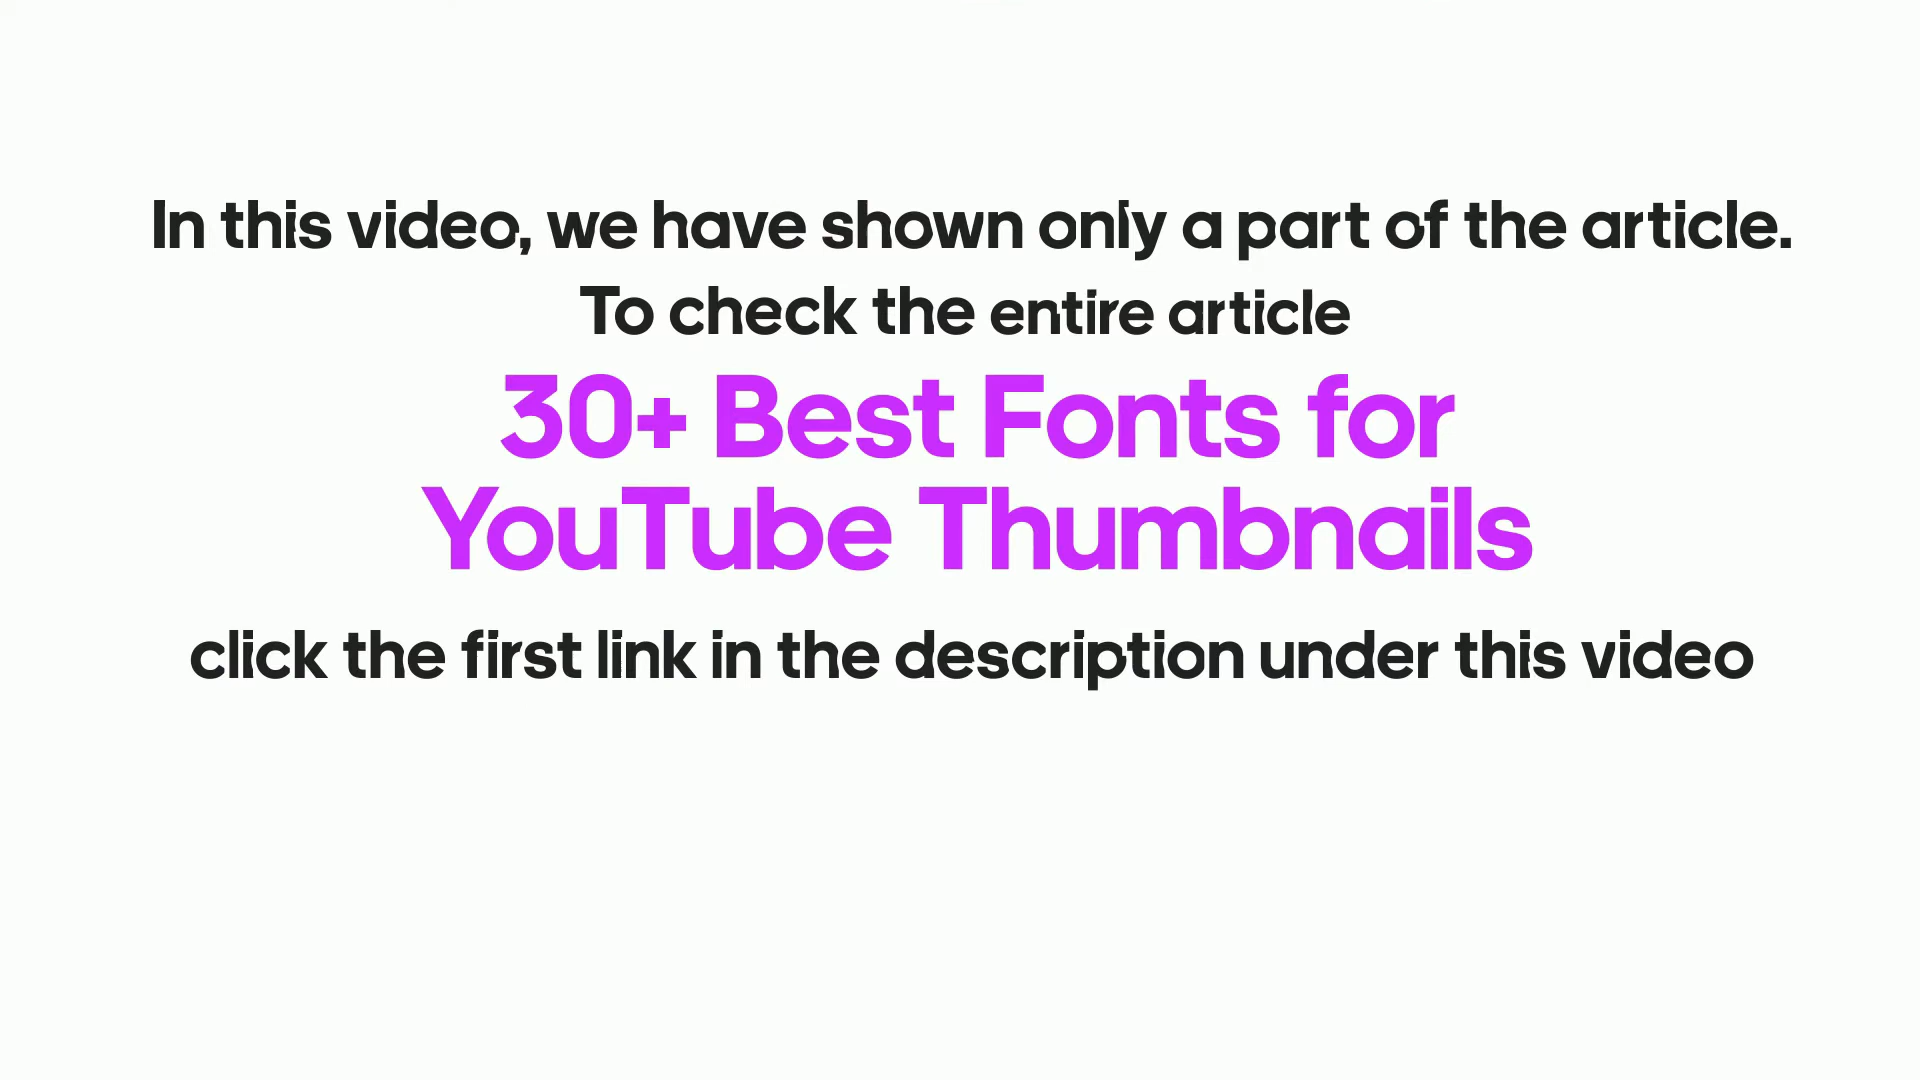 In this video, we have shown only a part of the article.
To check the entire article
30+ Best Fonts for
YouTube Thumbnails
click the first link in the description under this video